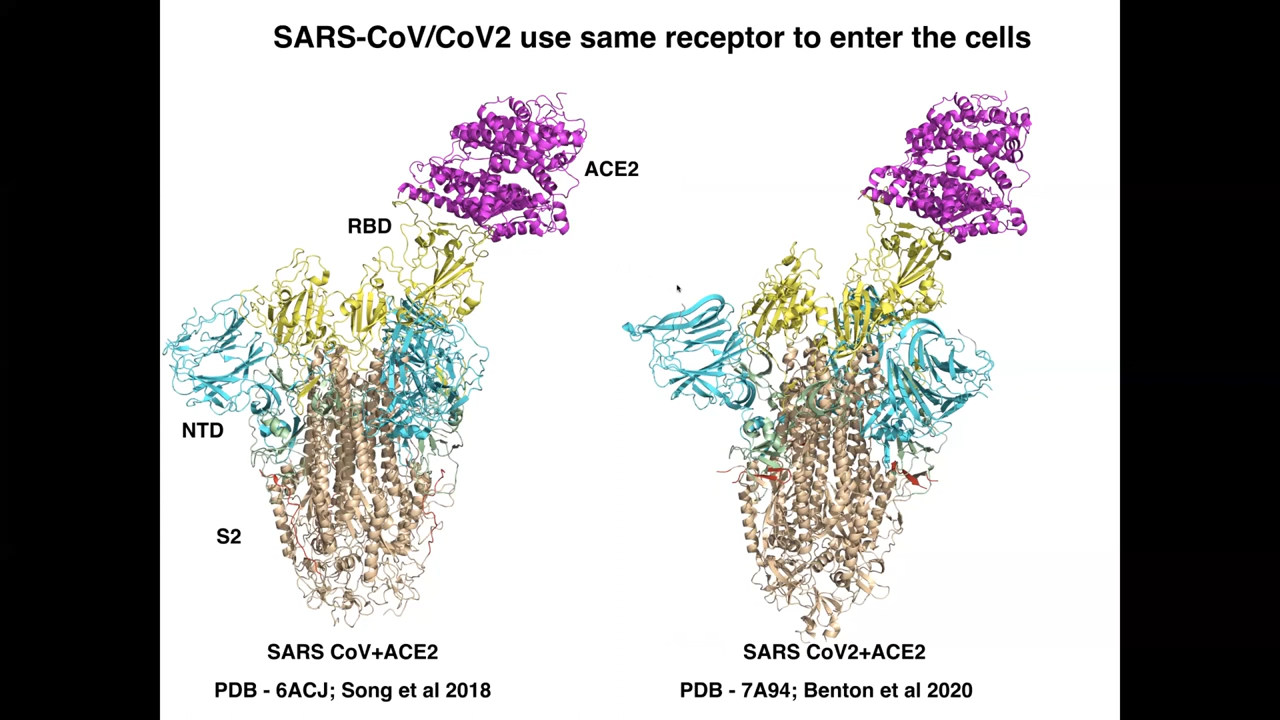 SARS-CoV/CoV2 use same receptor to enter the cells
ACE2
RBD
NTD
S2
SARS CoV+ACE2
SARS CoV2+ACE2
PDB - 6ACJ; Song et al 2018
PDB - 7A94; Benton et al 2020